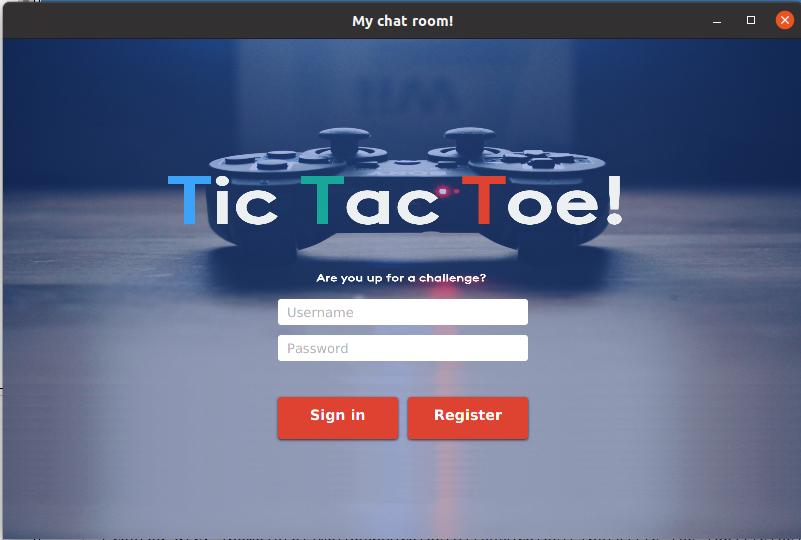 My chat room!
Tic Tac Toe!
Are you up for a challenge?
Username
Password
Sign in Register